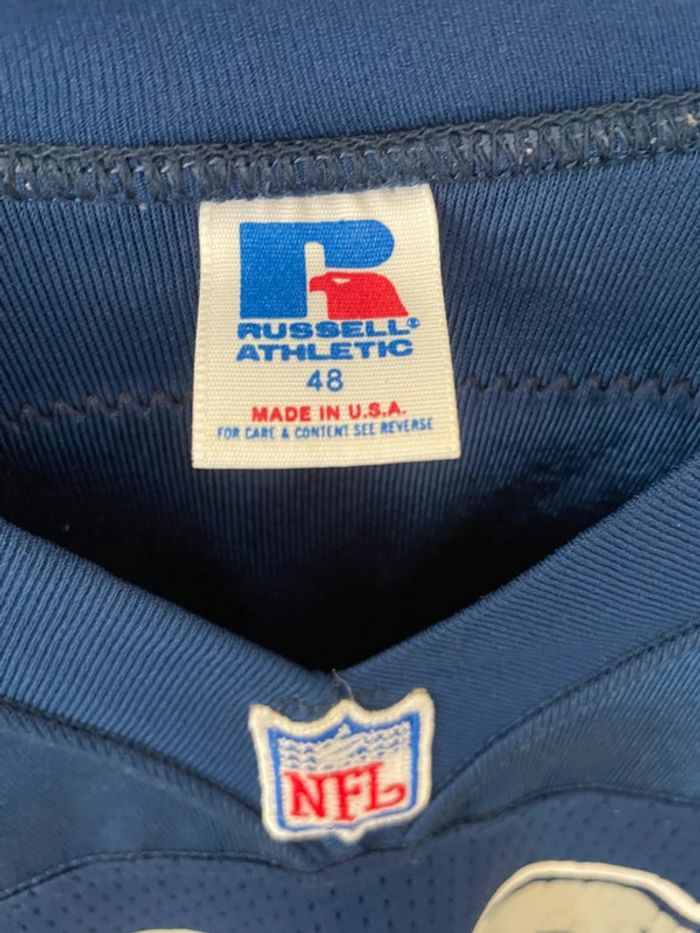 RUSSELL®
ATHLETIC
48
MADE IN U.S.A.
FOR CARE & CONTENT SEE REVERSE
NFL